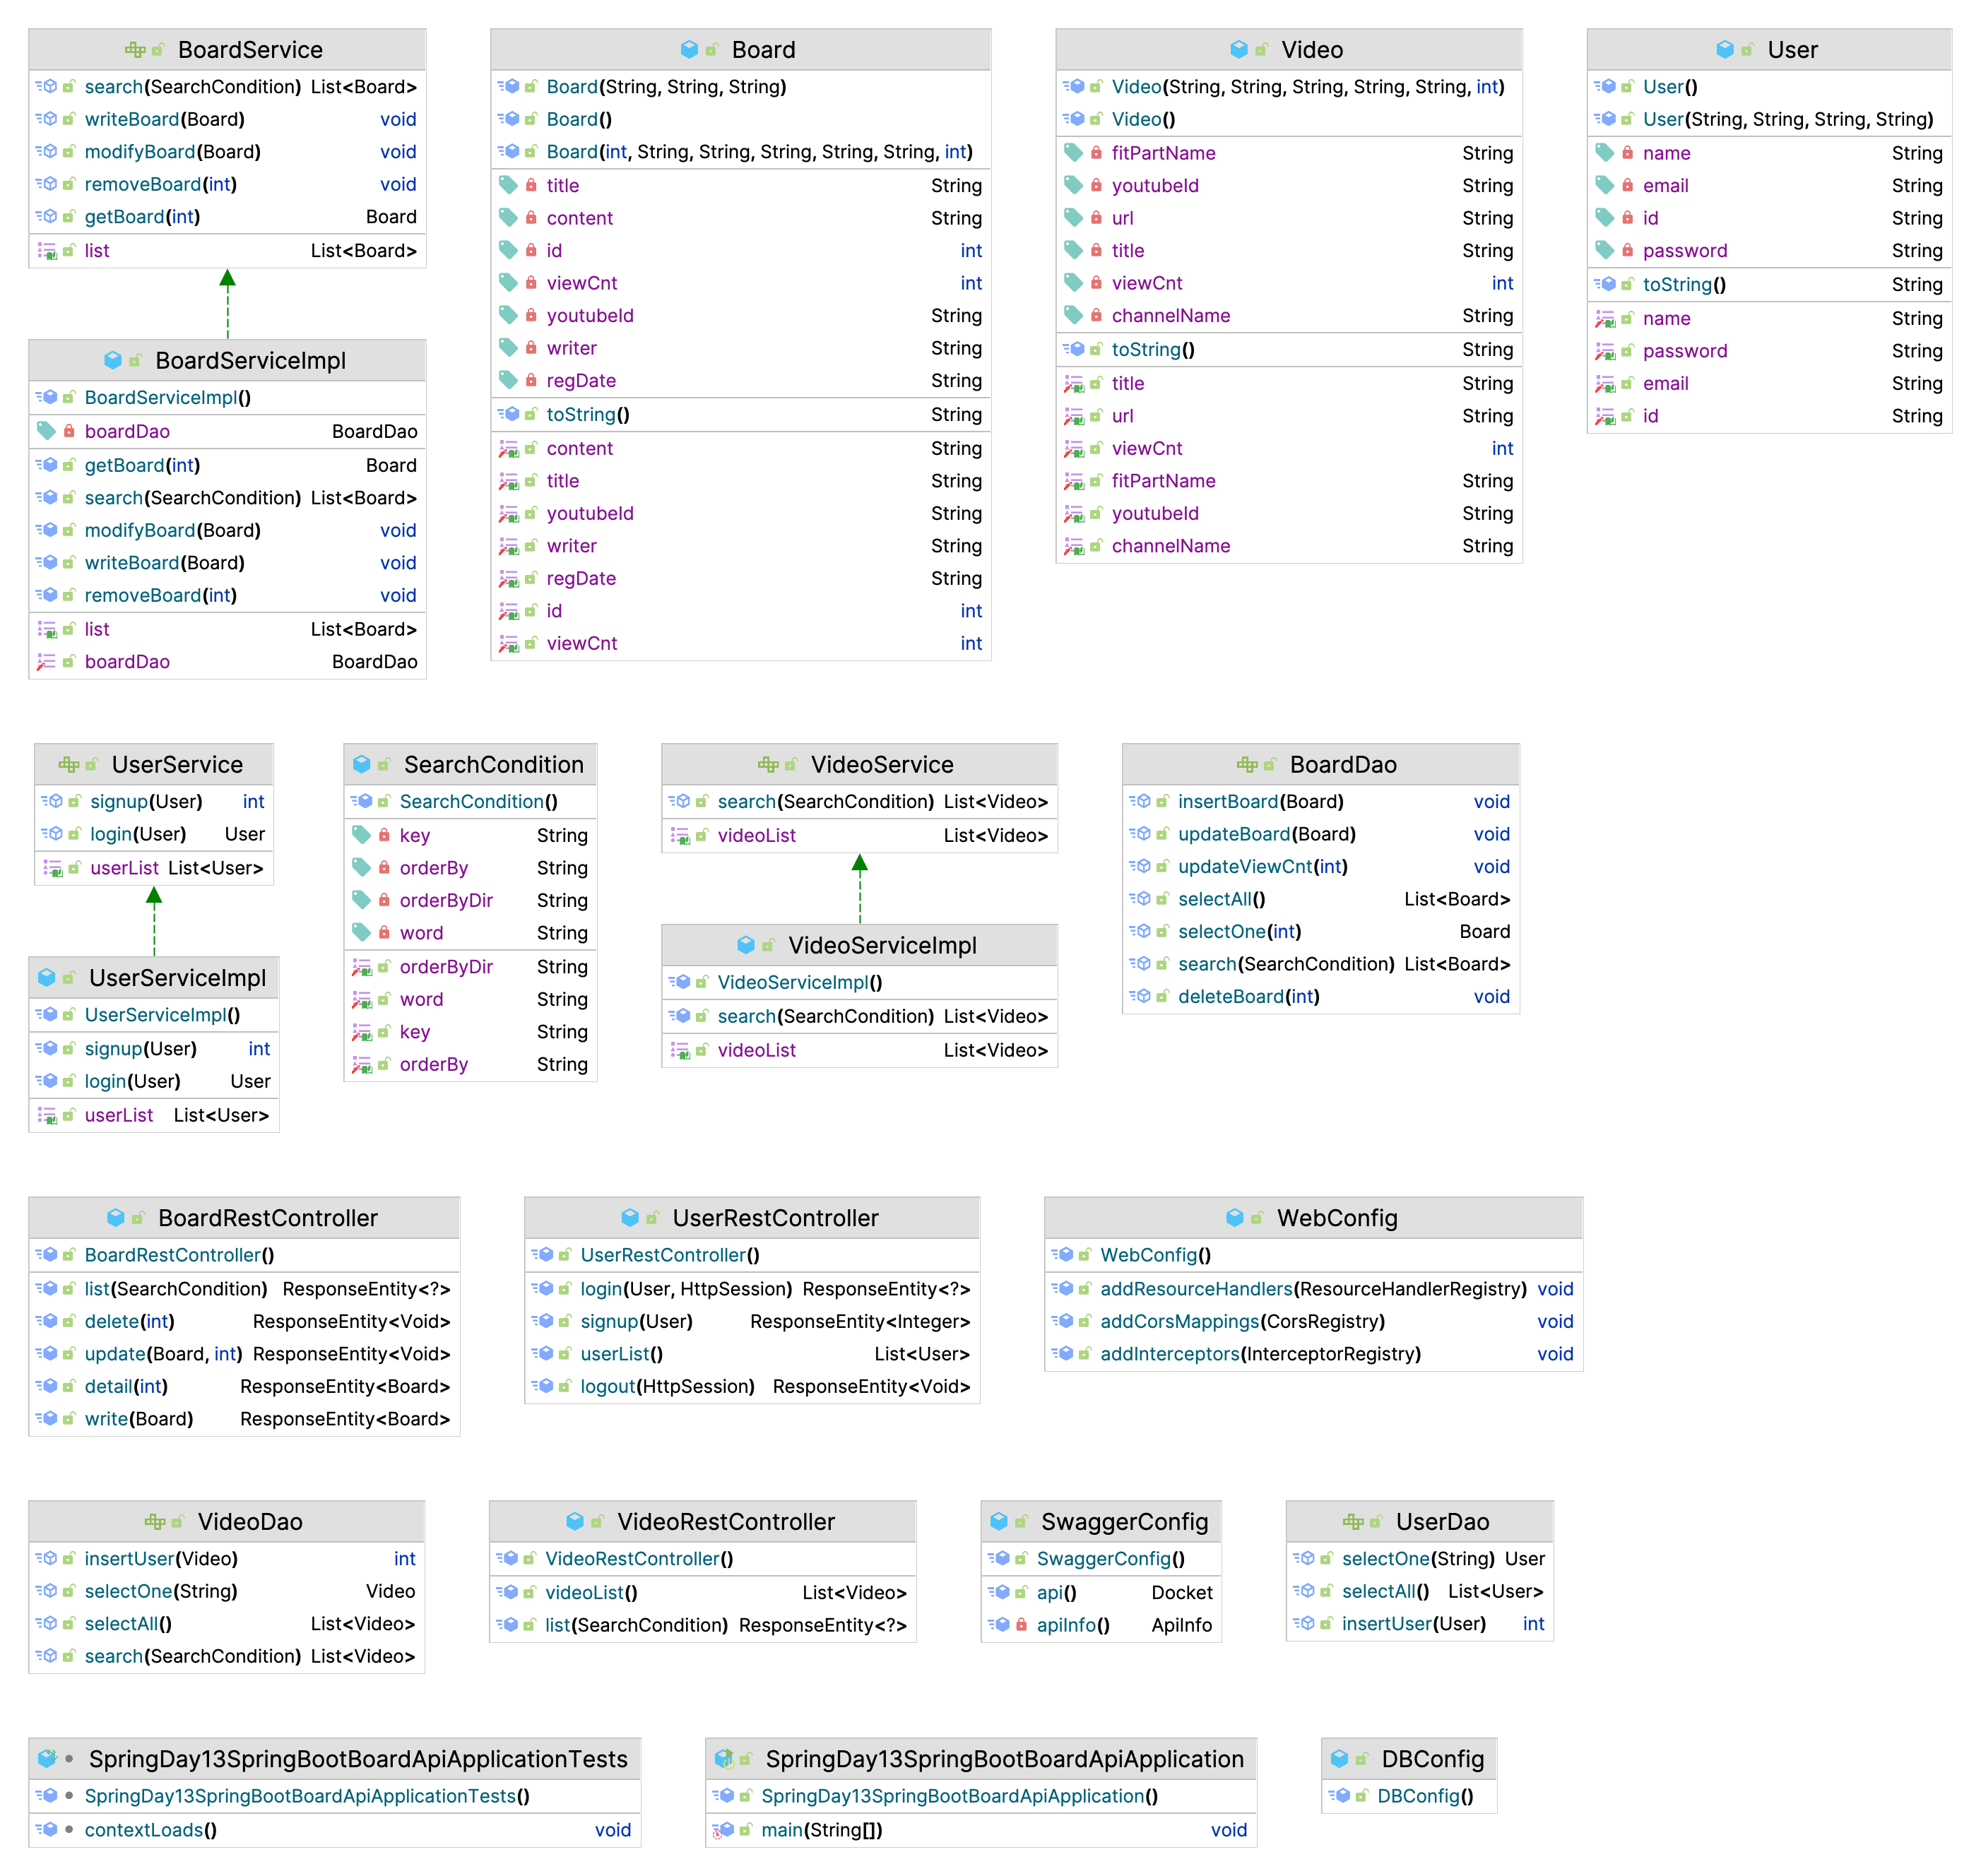 BoardService
search(SearchCondition) List<Board>
writeBoard(Board) void
modifyBoard(Board) void
removeBoard(int) void
getBoard(int) Board
list List<Board>
BoardServiceImpl
BoardServiceImpl()
boardDao BoardDao
getBoard(int) Board
search(SearchCondition) List<Board>
modifyBoard(Board) void
writeBoard(Board) void
removeBoard(int) void
list List<Board>
boardDao BoardDao
Board
Board(String, String, String)
Board()
Board(int, String, String, String, String, String, int)
title String
content String
id int
viewCnt int
youtubeId String
writer String
regDate String
toString() String
content String
title String
youtubeId String
writer String
regDate String
id int
viewCnt int
Video
Video(String, String, String, String, String, int)
Video()
fitPartName String
youtubeId String
url String
title String
viewCnt int
channelName String
toString() String
title String
url String
viewCnt int
fitPartName String
youtubeId String
channelName String
User
User()
User(String, String, String, String)
name String
email String
id String
password String
toString() String
name String
password String
email String
id String
UserService
signup(User) int
login(User) User
userList List<User>
UserServiceImpl
UserServiceImpl()
signup(User) int
login(User) User
userList List<User>
SearchCondition
SearchCondition()
key String
orderBy String
orderByDir String
word String
orderByDir String
word String
key String
orderBy String
VideoService
search(SearchCondition) List<Video>
videoList List<Video>
VideoServiceImpl
VideoServiceImpl()
search(SearchCondition) List<Video>
videoList List<Video>
BoardDao
insertBoard(Board) void
updateBoard(Board) void
updateViewCnt(int) void
selectAll() List<Board>
selectOne(int) Board
search(SearchCondition) List<Board>
deleteBoard(int) void
BoardRestController
BoardRestController()
list(SearchCondition) ResponseEntity<?>
delete(int) ResponseEntity<Void>
update(Board, int) ResponseEntity<Void>
detail(int) ResponseEntity<Board>
write(Board) ResponseEntity<Board>
UserRestController
UserRestController()
login(User, HttpSession) ResponseEntity<?>
signup(User) ResponseEntity<Integer>
userList() List<User>
logout(HttpSession) ResponseEntity<Void>
WebConfig
WebConfig()
addResourceHandlers(ResourceHandlerRegistry) void
addCorsMappings(CorsRegistry) void
addInterceptors(InterceptorRegistry) void
VideoDao
insertUser(Video) int
selectOne(String) Video
selectAll() List<Video>
search(SearchCondition) List<Video>
VideoRestController
VideoRestController()
videoList() List<Video>
list(SearchCondition) ResponseEntity<?>
SwaggerConfig
SwaggerConfig()
api() Docket
apiInfo() ApiInfo
UserDao
selectOne(String) User
selectAll() List<User>
insertUser(User) int
SpringDay13SpringBootBoardApiApplicationTests
SpringDay13SpringBootBoardApiApplicationTests()
contextLoads() void
SpringDay13SpringBootBoardApiApplication
SpringDay13SpringBootBoardApiApplication()
main(String[]) void
DBConfig
DBConfig()